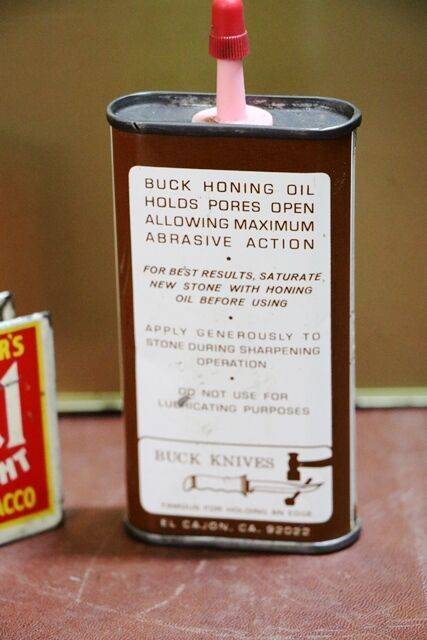 BUCK HONING OIL
HOLDS PORES OPEN
ALLOWING MAXIMUM
ABRASIVE ACTION
•
FOR BEST RESULTS, SATURATE
NEW STONE WITH HONING
OIL BEFORE USING
•
APPLY GENEROUSLY TO
STONE DURING SHARPENING
OPERATION
•
DO NOT USE FOR
LUBRICATING PURPOSES
BUCK KNIVES
FAMOUS FOR HOLDING AN EDGE
EL CAJON, CA. 92022
R'S
1
HT
ACCO